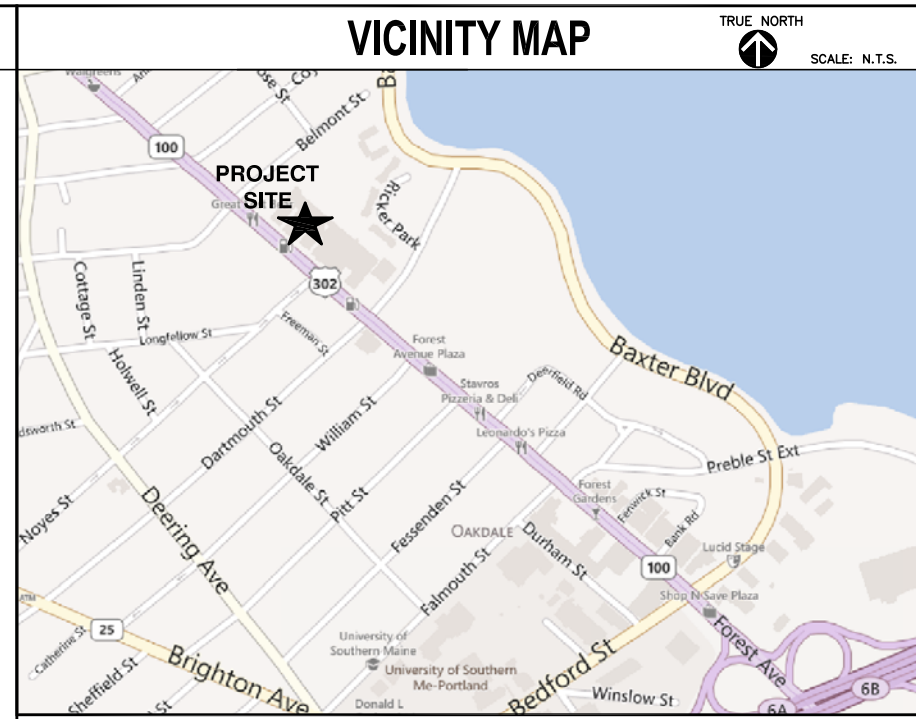 VICINITY MAP
TRUE NORTH
SCALE: N.T.S.
Walgreens
Belmont St
100
PROJECT
SITE
Great
Ricker Park
302
Cottage St
Linden St
Longfellow St
Freeman St
Holwell St
Forest
Avenue Plaza
Baxter Blvd
Stavros
Pizzeria & Deli
Deerfield Rd
Leonardo's Pizza
Dartmouth St
William St
Oakdale St
Pitt St
Preble St Ext
Noyes St
Deering Ave
Fessenden St
Forest
Gardens
Fenwick St
Bank Rd
OAKDALE
Durham St
Lucid Stage
100
Falmouth St
Shop N Save Plaza
Forest Ave
ATM
25
Catherine St
Sheffield St
Brighton Ave
University of
Southern Maine
University of Southern
Me-Portland
Donald L
Bedford St
Winslow St
6A
6B